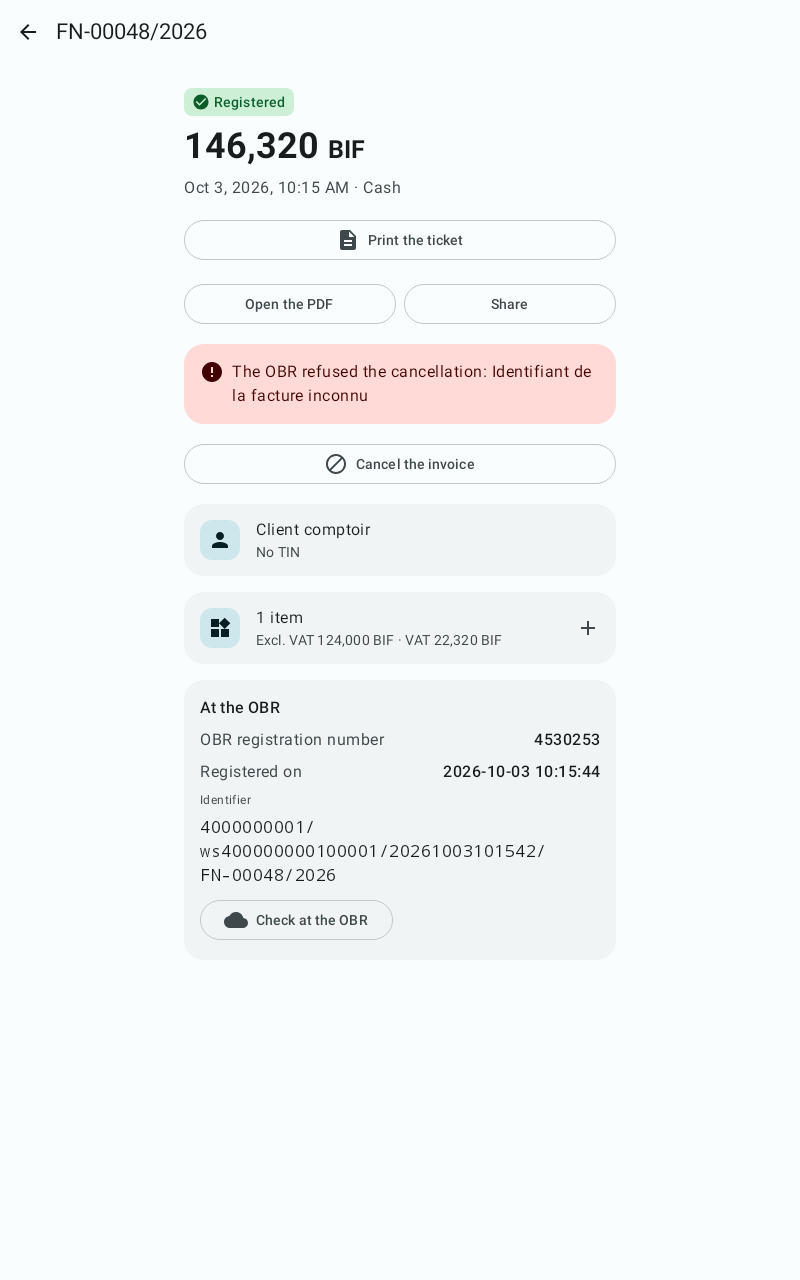 FN-00048/2026
Registered
146,320 BIF
Oct 3, 2026, 10:15 AM · Cash
Print the ticket
Open the PDF
Share
The OBR refused the cancellation: Identifiant de
la facture inconnu
Cancel the invoice
Client comptoir
No TIN
1 item
Excl. VAT 124,000 BIF · VAT 22,320 BIF
At the OBR
OBR registration number 4530253
Registered on 2026-10-03 10:15:44
Identifier
4000000001/
ws400000000100001/20261003101542/
FN-00048/2026
Check at the OBR